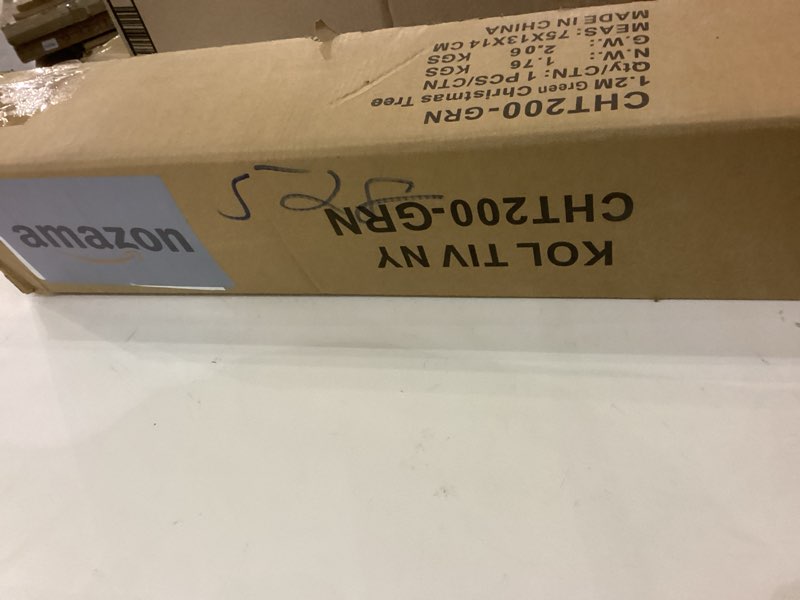 CHT200-GRN
1.2M Green Christmas Tree
Qty/CTN: 1 PCS/CTN
N.W.: 1.76 KGS
G.W.: 2.06 KGS
MEAS: 75X13X14 CM
MADE IN CHINA
KOL TIV NY
CHT200-GRN
525
amazon